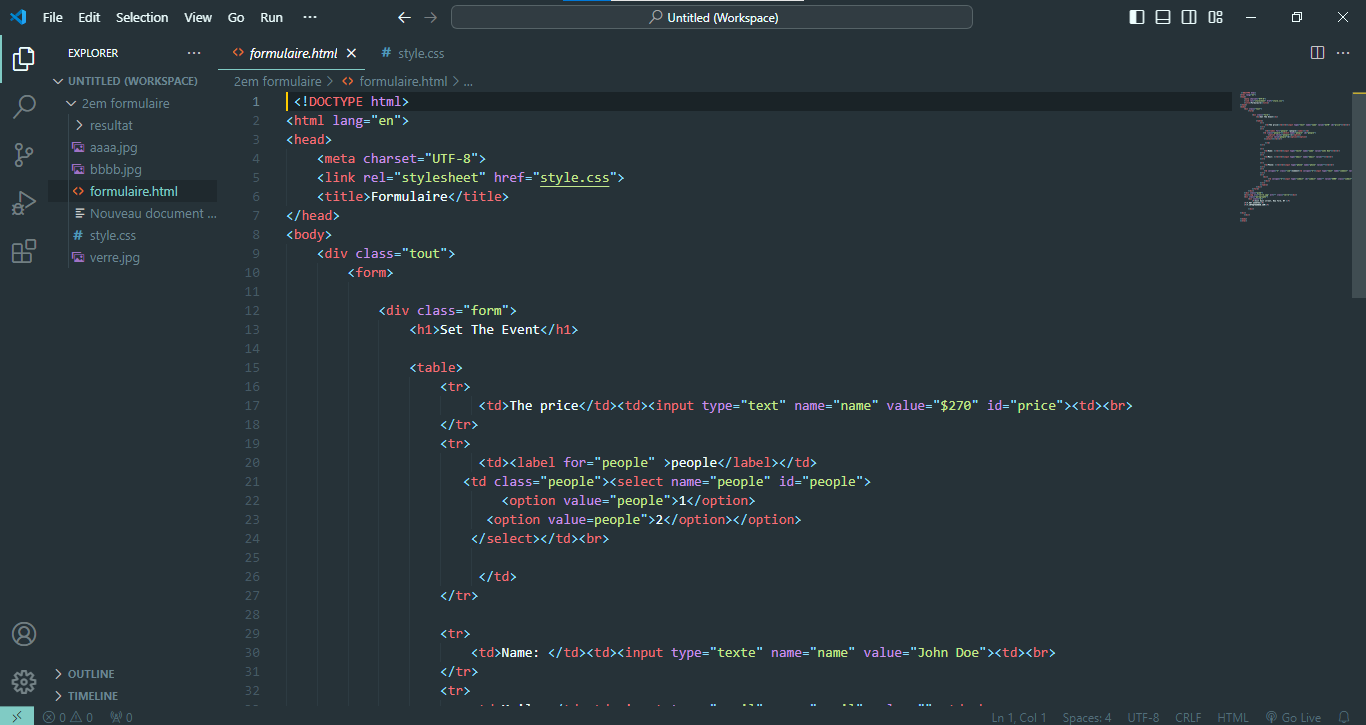 File Edit Selection View Go Run ··· Untitled (Workspace)
EXPLORER ···
formulaire.html
# style.css
UNTITLED (WORKSPACE)
2em formulaire
resultat
aaaa.jpg
bbbb.jpg
formulaire.html
Nouveau document ...
# style.css
verre.jpg
OUTLINE
TIMELINE
2em formulaire > formulaire.html > ...
1 <!DOCTYPE html>
2 <html lang="en">
3 <head>
4 <meta charset="UTF-8">
5 <link rel="stylesheet" href="style.css">
6 <title>Formulaire</title>
7 </head>
8 <body>
9 <div class="tout">
10 <form>
11
12 <div class="form">
13 <h1>Set The Event</h1>
14
15 <table>
16 <tr>
17 <td>The price</td><td><input type="text" name="name" value="$270" id="price"><td><br>
18 </tr>
19 <tr>
20 <td><label for="people" >people</label></td>
21 <td class="people"><select name="people" id="people">
22 <option value="people">1</option>
23 <option value=people">2</option></option>
24 </select></td><br>
25
26 </td>
27 </tr>
28
29 <tr>
30 <td>Name: </td><td><input type="texte" name="name" value="John Doe"><td><br>
31 </tr>
32 <tr>
0 0 0
Ln 1, Col 1 Spaces: 4 UTF-8 CRLF HTML Go Live